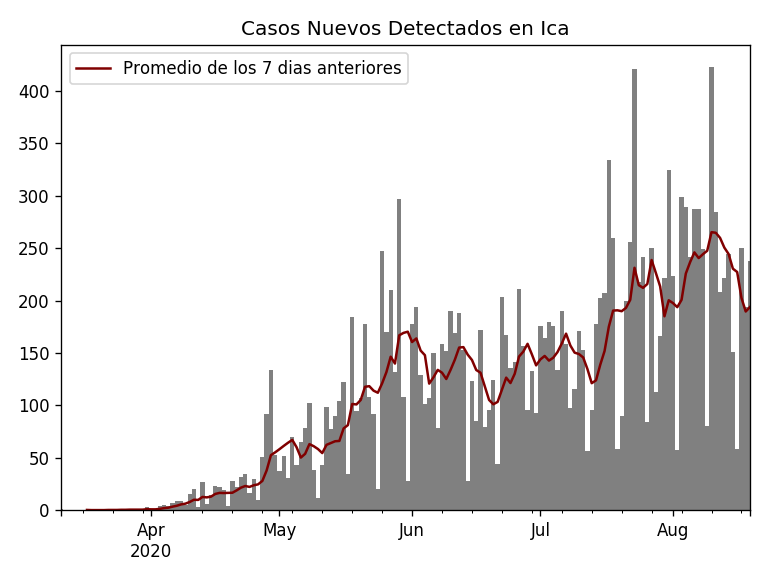 Casos Nuevos Detectados en Ica
Promedio de los 7 dias anteriores
400
350
300
250
200
150
100
50
0
Apr
2020
May
Jun
Jul
Aug